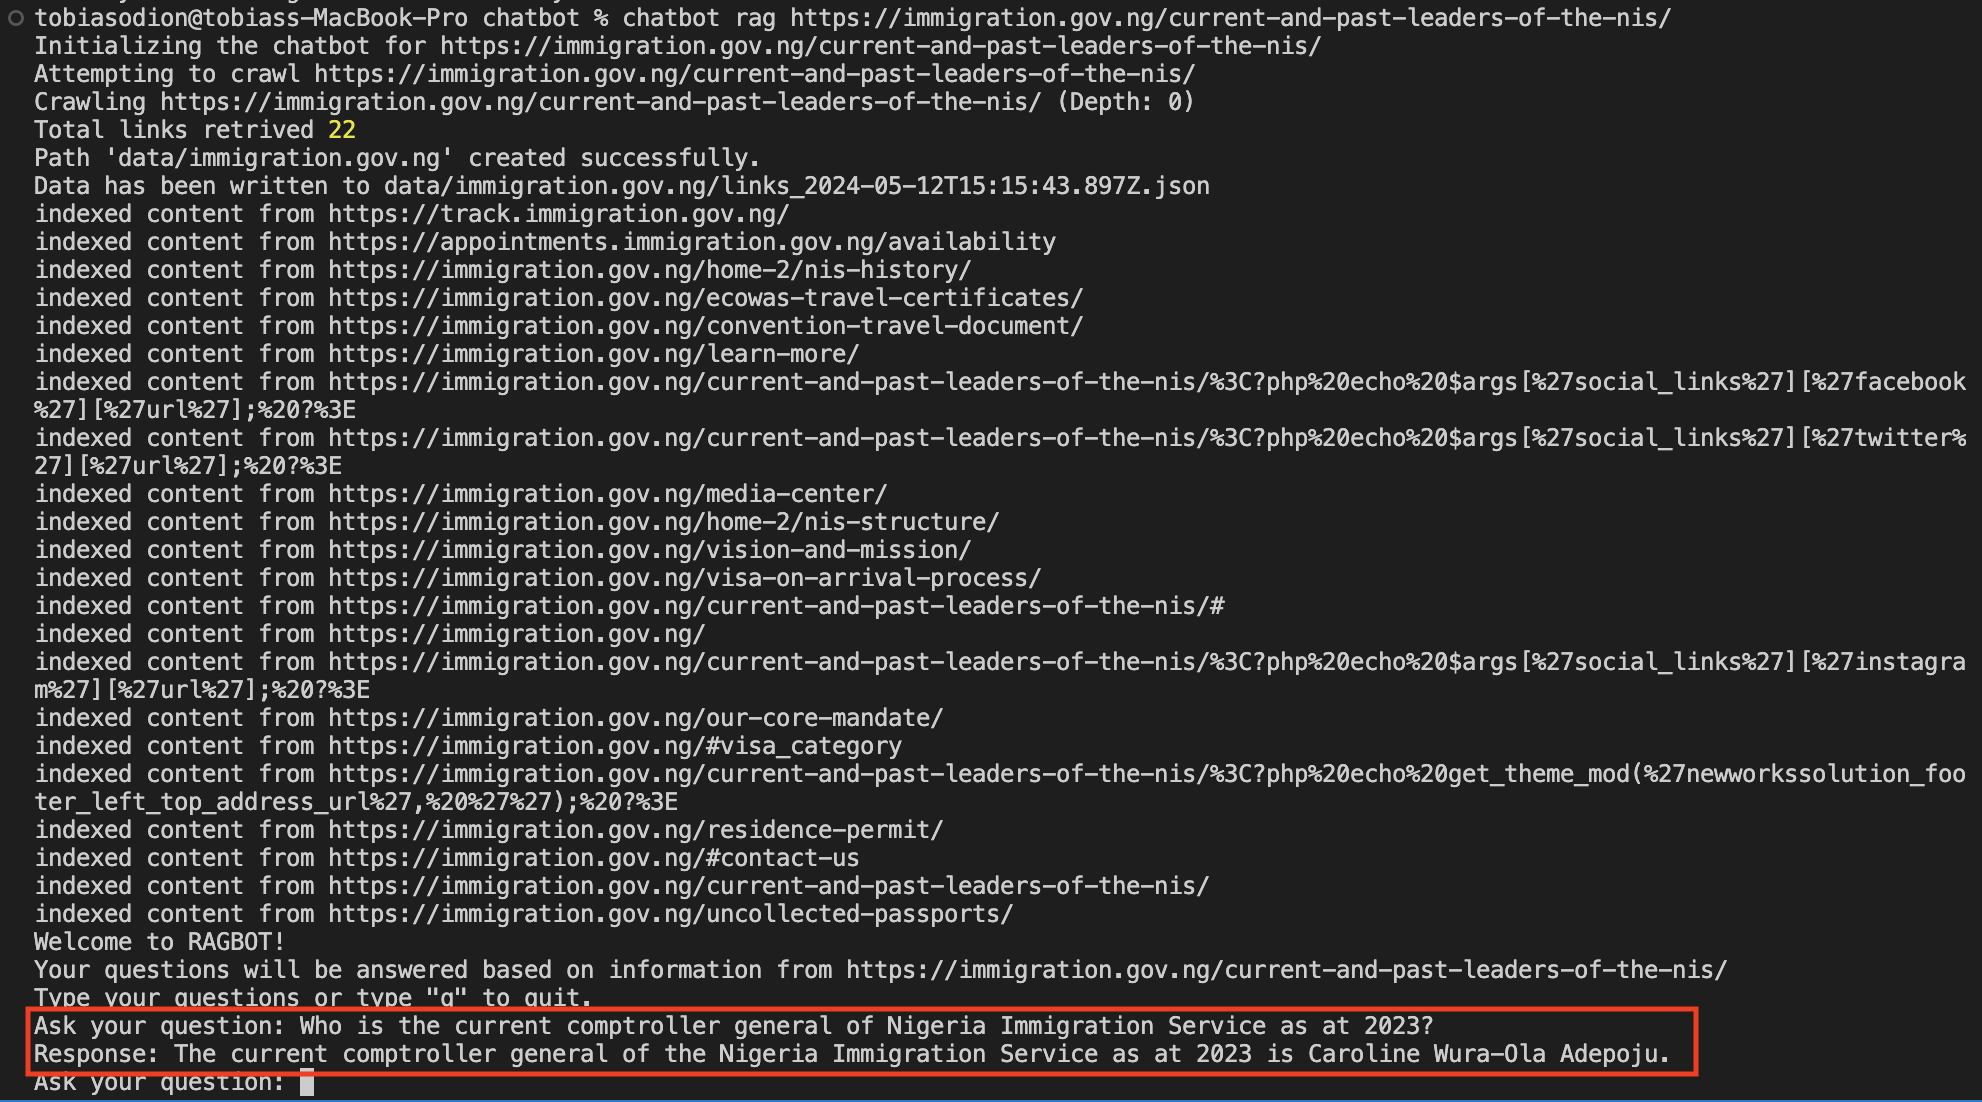 tobiasodion@tobiass-MacBook-Pro chatbot % chatbot rag https://immigration.gov.ng/current-and-past-leaders-of-the-nis/
Initializing the chatbot for https://immigration.gov.ng/current-and-past-leaders-of-the-nis/
Attempting to crawl https://immigration.gov.ng/current-and-past-leaders-of-the-nis/
Crawling https://immigration.gov.ng/current-and-past-leaders-of-the-nis/ (Depth: 0)
Total links retrived 22
Path 'data/immigration.gov.ng' created successfully.
Data has been written to data/immigration.gov.ng/links_2024-05-12T15:15:43.897Z.json
indexed content from https://track.immigration.gov.ng/
indexed content from https://appointments.immigration.gov.ng/availability
indexed content from https://immigration.gov.ng/home-2/nis-history/
indexed content from https://immigration.gov.ng/ecowas-travel-certificates/
indexed content from https://immigration.gov.ng/convention-travel-document/
indexed content from https://immigration.gov.ng/learn-more/
indexed content from https://immigration.gov.ng/current-and-past-leaders-of-the-nis/%3C?php%20echo%20$args[%27social_links%27][%27facebook
%27][%27url%27];%20?%3E
indexed content from https://immigration.gov.ng/current-and-past-leaders-of-the-nis/%3C?php%20echo%20$args[%27social_links%27][%27twitter%
27][%27url%27];%20?%3E
indexed content from https://immigration.gov.ng/media-center/
indexed content from https://immigration.gov.ng/home-2/nis-structure/
indexed content from https://immigration.gov.ng/vision-and-mission/
indexed content from https://immigration.gov.ng/visa-on-arrival-process/
indexed content from https://immigration.gov.ng/current-and-past-leaders-of-the-nis/#
indexed content from https://immigration.gov.ng/
indexed content from https://immigration.gov.ng/current-and-past-leaders-of-the-nis/%3C?php%20echo%20$args[%27social_links%27][%27instagra
m%27][%27url%27];%20?%3E
indexed content from https://immigration.gov.ng/our-core-mandate/
indexed content from https://immigration.gov.ng/#visa_category
indexed content from https://immigration.gov.ng/current-and-past-leaders-of-the-nis/%3C?php%20echo%20get_theme_mod(%27newworkssolution_foo
ter_left_top_address_url%27,%20%27%27);%20?%3E
indexed content from https://immigration.gov.ng/residence-permit/
indexed content from https://immigration.gov.ng/#contact-us
indexed content from https://immigration.gov.ng/current-and-past-leaders-of-the-nis/
indexed content from https://immigration.gov.ng/uncollected-passports/
Welcome to RAGBOT!
Your questions will be answered based on information from https://immigration.gov.ng/current-and-past-leaders-of-the-nis/
Type your questions or type "q" to quit.
Ask your question: Who is the current comptroller general of Nigeria Immigration Service as at 2023?
Response: The current comptroller general of the Nigeria Immigration Service as at 2023 is Caroline Wura-Ola Adepoju.
Ask your question: